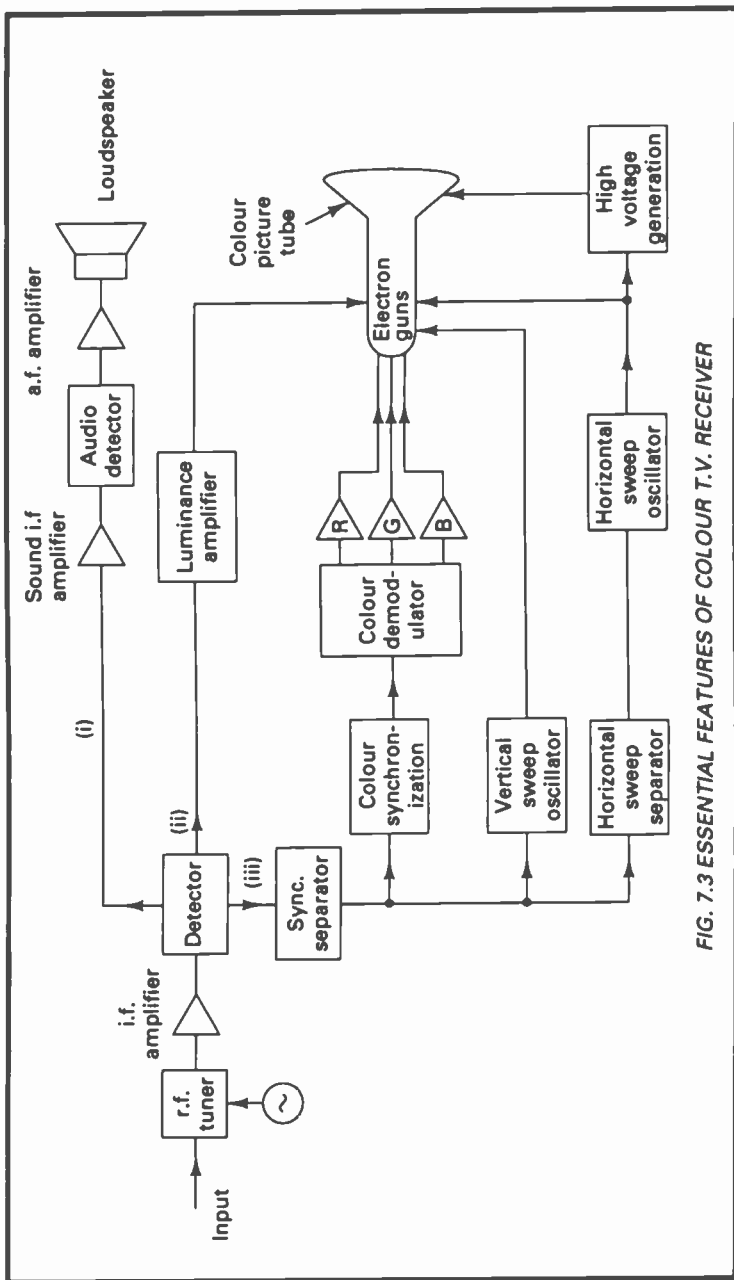 Input
r.f.
tuner
~
i.f.
amplifier
Detector
(i)
(ii)
(iii)
Sound i.f
amplifier
Audio
detector
a.f. amplifier
Loudspeaker
Luminance
amplifier
Sync.
separator
Colour
synchron-
ization
Colour
demod-
ulator
R
G
B
Electron
guns
Colour
picture
tube
Vertical
sweep
oscillator
Horizontal
sweep
separator
Horizontal
sweep
oscillator
High
voltage
generation
FIG. 7.3 ESSENTIAL FEATURES OF COLOUR T.V. RECEIVER